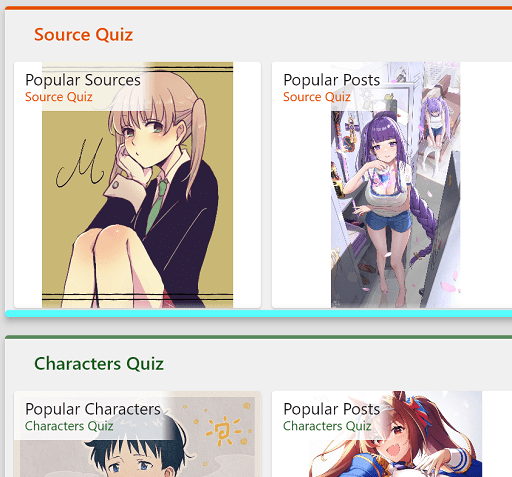 Source Quiz
Popular Sources
Source Quiz
Popular Posts
Source Quiz
M
Characters Quiz
Popular Characters
Characters Quiz
Popular Posts
Characters Quiz